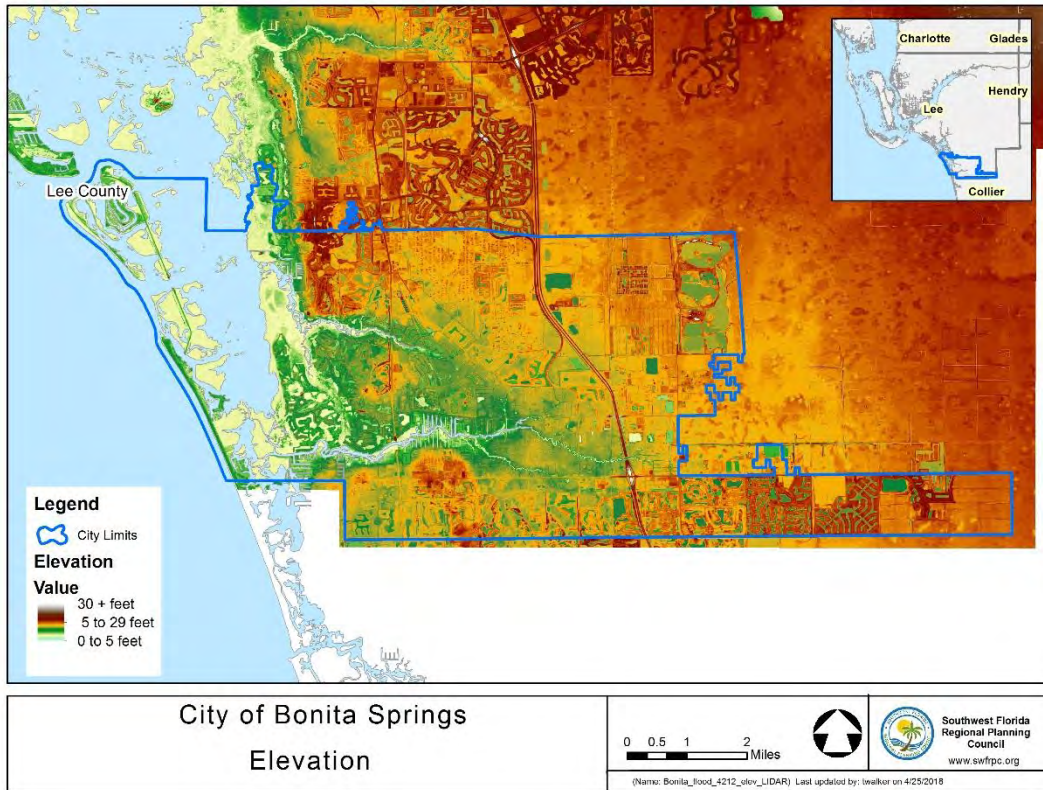 Charlotte
Glades
Hendry
Lee
Collier
Lee County
Legend
City Limits
Elevation
Value
30 + feet
5 to 29 feet
0 to 5 feet
City of Bonita Springs
Elevation
0 0.5 1 2
Miles
Southwest Florida
Regional Planning
Council
www.swfrpc.org
(Name: Bonita_flood_4212_elev_LIDAR) Last updated by: twalker on 4/25/2018